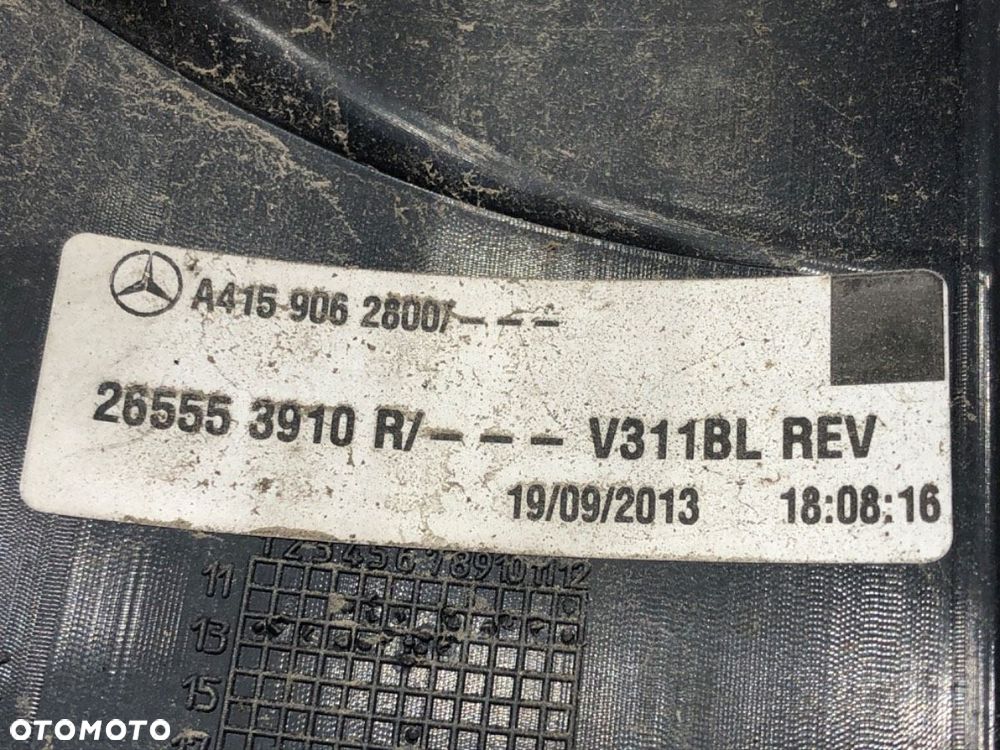 A415 906 2800/---
26555 3910 R/--- V311BL REV
19/09/2013 18:08:16
1 2 3 4 5 6 7 8 9 10 11 12
11
13
15
17
OTOMOTO